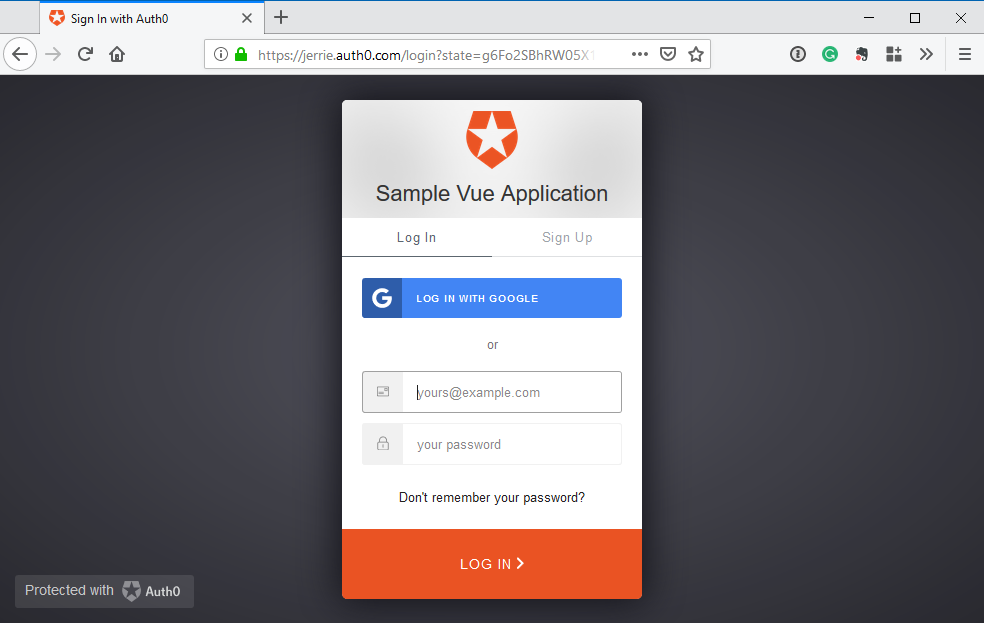 Sign In with Auth0
https://jerrie.auth0.com/login?state=g6Fo2SBhRW05X
Sample Vue Application
Log In
Sign Up
G
LOG IN WITH GOOGLE
or
yours@example.com
your password
Don't remember your password?
LOG IN
Protected with Auth0